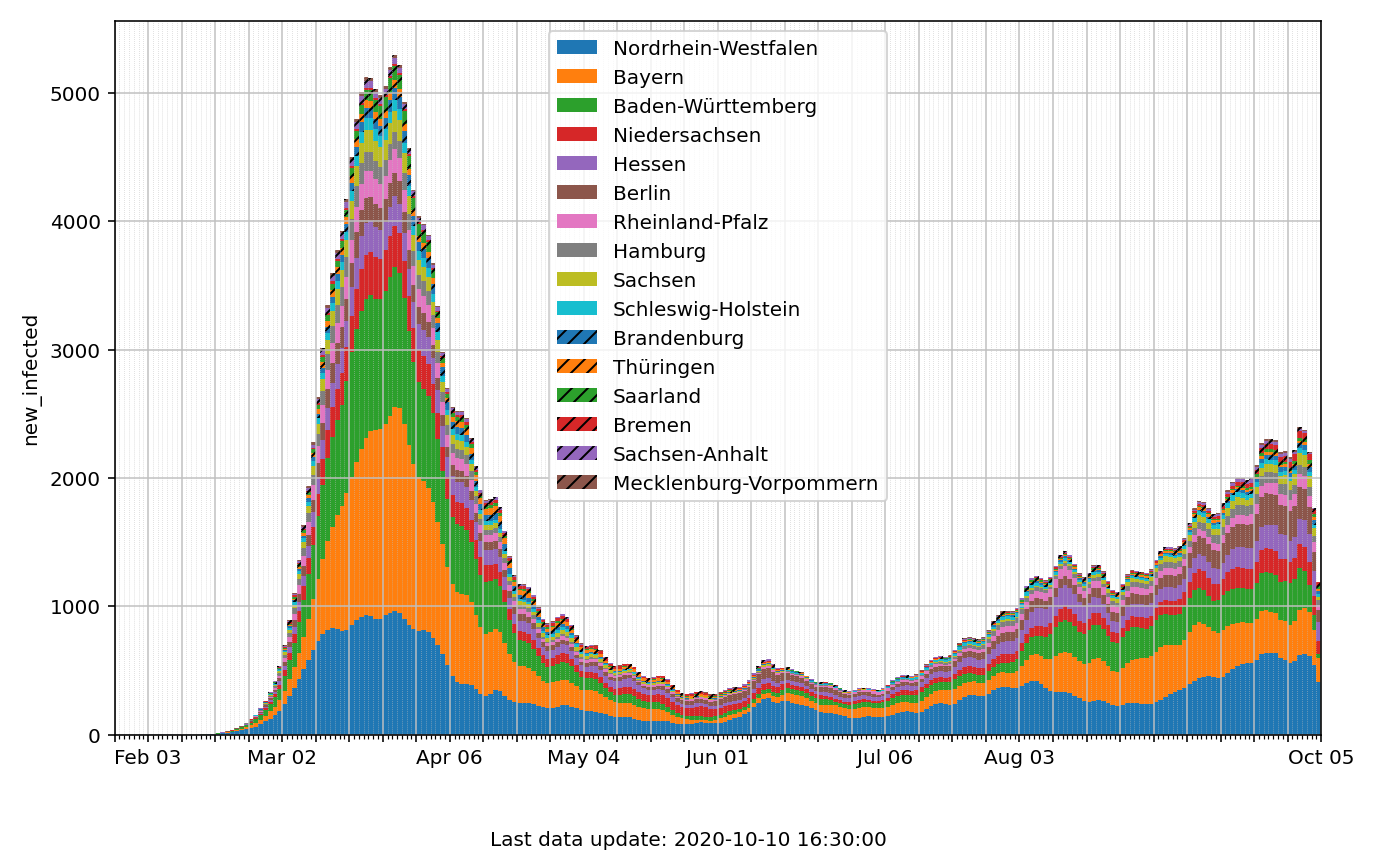 5000
4000
3000
2000
1000
0
new_infected
Nordrhein-Westfalen
Bayern
Baden-Württemberg
Niedersachsen
Hessen
Berlin
Rheinland-Pfalz
Hamburg
Sachsen
Schleswig-Holstein
Brandenburg
Thüringen
Saarland
Bremen
Sachsen-Anhalt
Mecklenburg-Vorpommern
Feb 03 Mar 02 Apr 06 May 04 Jun 01 Jul 06 Aug 03 Oct 05
Last data update: 2020-10-10 16:30:00